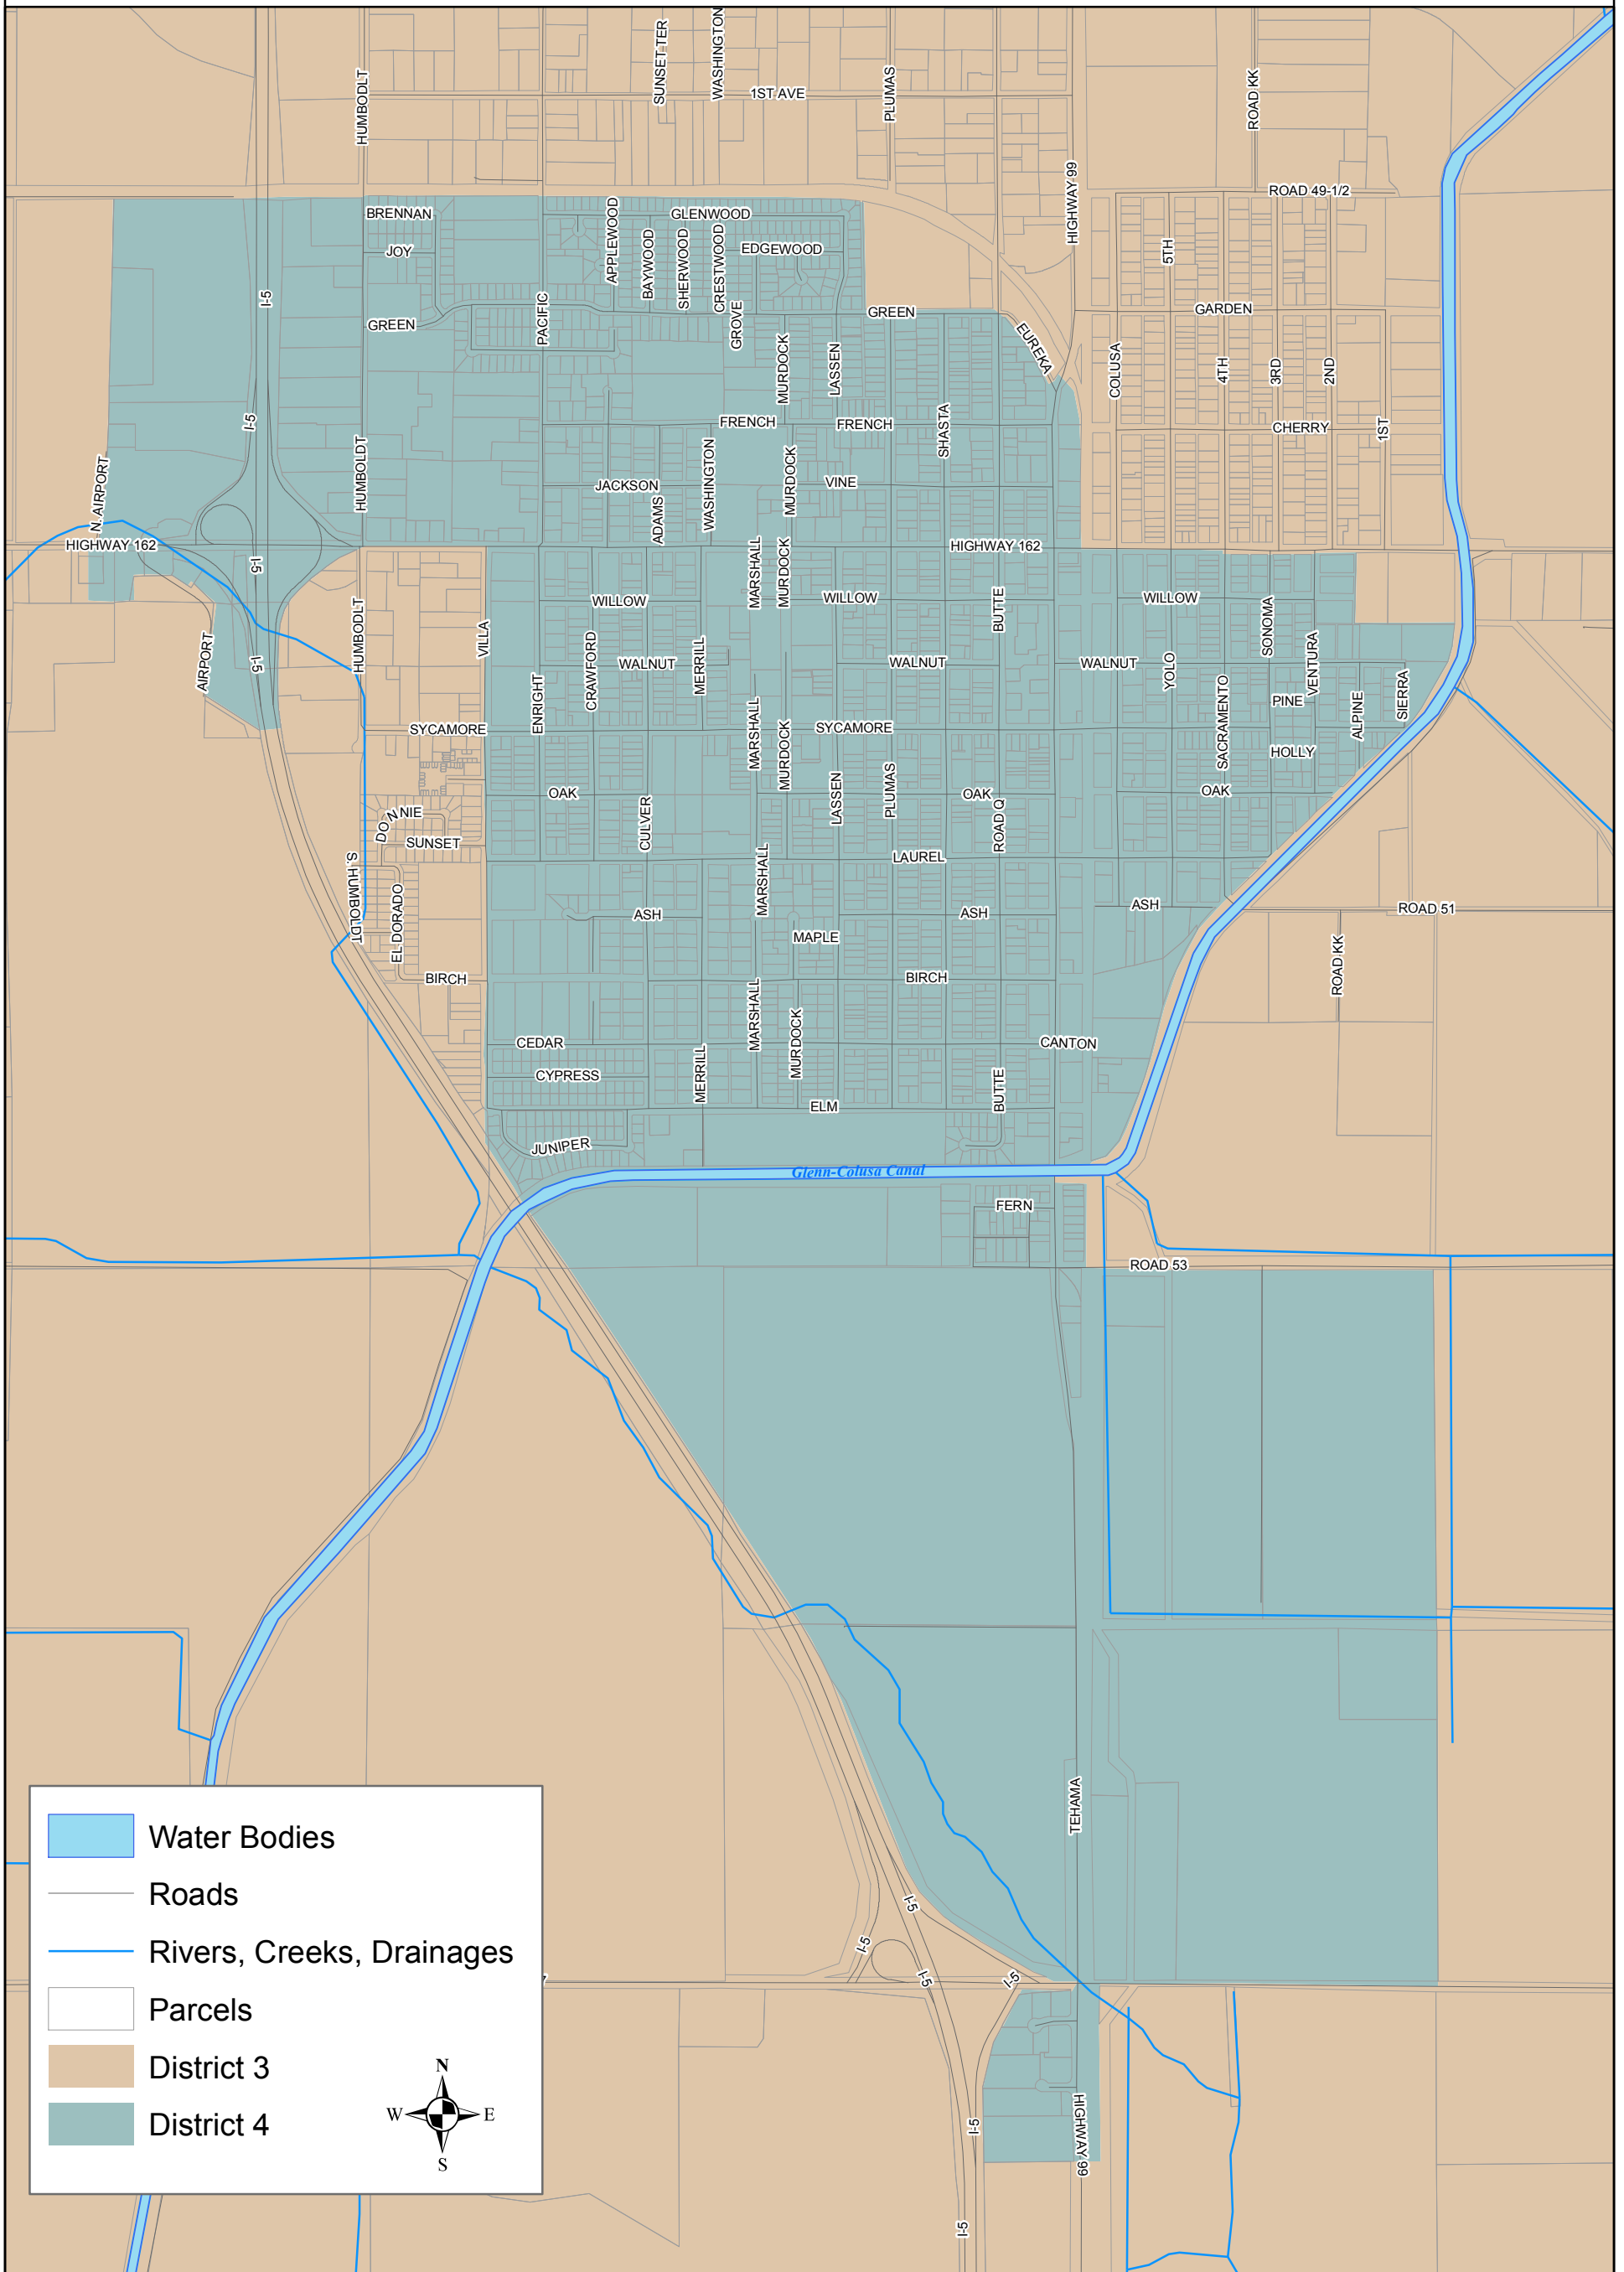 SUNSET TER
WASHINGTON
HUMBODLT
1ST AVE
PLUMAS
ROAD KK
HIGHWAY 99
ROAD 49-1/2
BRENNAN
JOY
GLENWOOD
APPLEWOOD
BAYWOOD
SHERWOOD
CRESTWOOD
EDGEWOOD
5TH
I-5
GREEN
PACIFIC
GROVE
GREEN
EUREKA
GARDEN
MURDOCK
LASSEN
COLUSA
4TH
3RD
2ND
I-5
FRENCH
FRENCH
SHASTA
CHERRY
1ST
N. AIRPORT
HUMBOLDT
JACKSON
ADAMS
WASHINGTON
MURDOCK
VINE
HIGHWAY 162
HIGHWAY 162
I-5
MARSHALL
MURDOCK
WILLOW
WILLOW
BUTTE
WILLOW
SONOMA
HUMBODLT
VILLA
AIRPORT
I-5
CRAWFORD
WALNUT
MERRILL
WALNUT
WALNUT
YOLO
VENTURA
ENRIGHT
SACRAMENTO
PINE
ALPINE
SIERRA
SYCAMORE
MARSHALL
MURDOCK
SYCAMORE
HOLLY
OAK
LASSEN
PLUMAS
OAK
ROAD Q
OAK
DONNIE
SUNSET
CULVER
LAUREL
S. HUMBOLDT
EL DORADO
MARSHALL
ASH
ASH
ASH
ROAD 51
MAPLE
ROAD KK
BIRCH
BIRCH
MARSHALL
MURDOCK
CEDAR
CANTON
CYPRESS
MERRILL
BUTTE
ELM
JUNIPER
Glenn-Colusa Canal
FERN
ROAD 53
TEHAMA
I-5
I-5
I-5
I-5
I-5
HIGHWAY 99
I-5
Water Bodies
Roads
Rivers, Creeks, Drainages
Parcels
District 3
District 4
N
W E
S